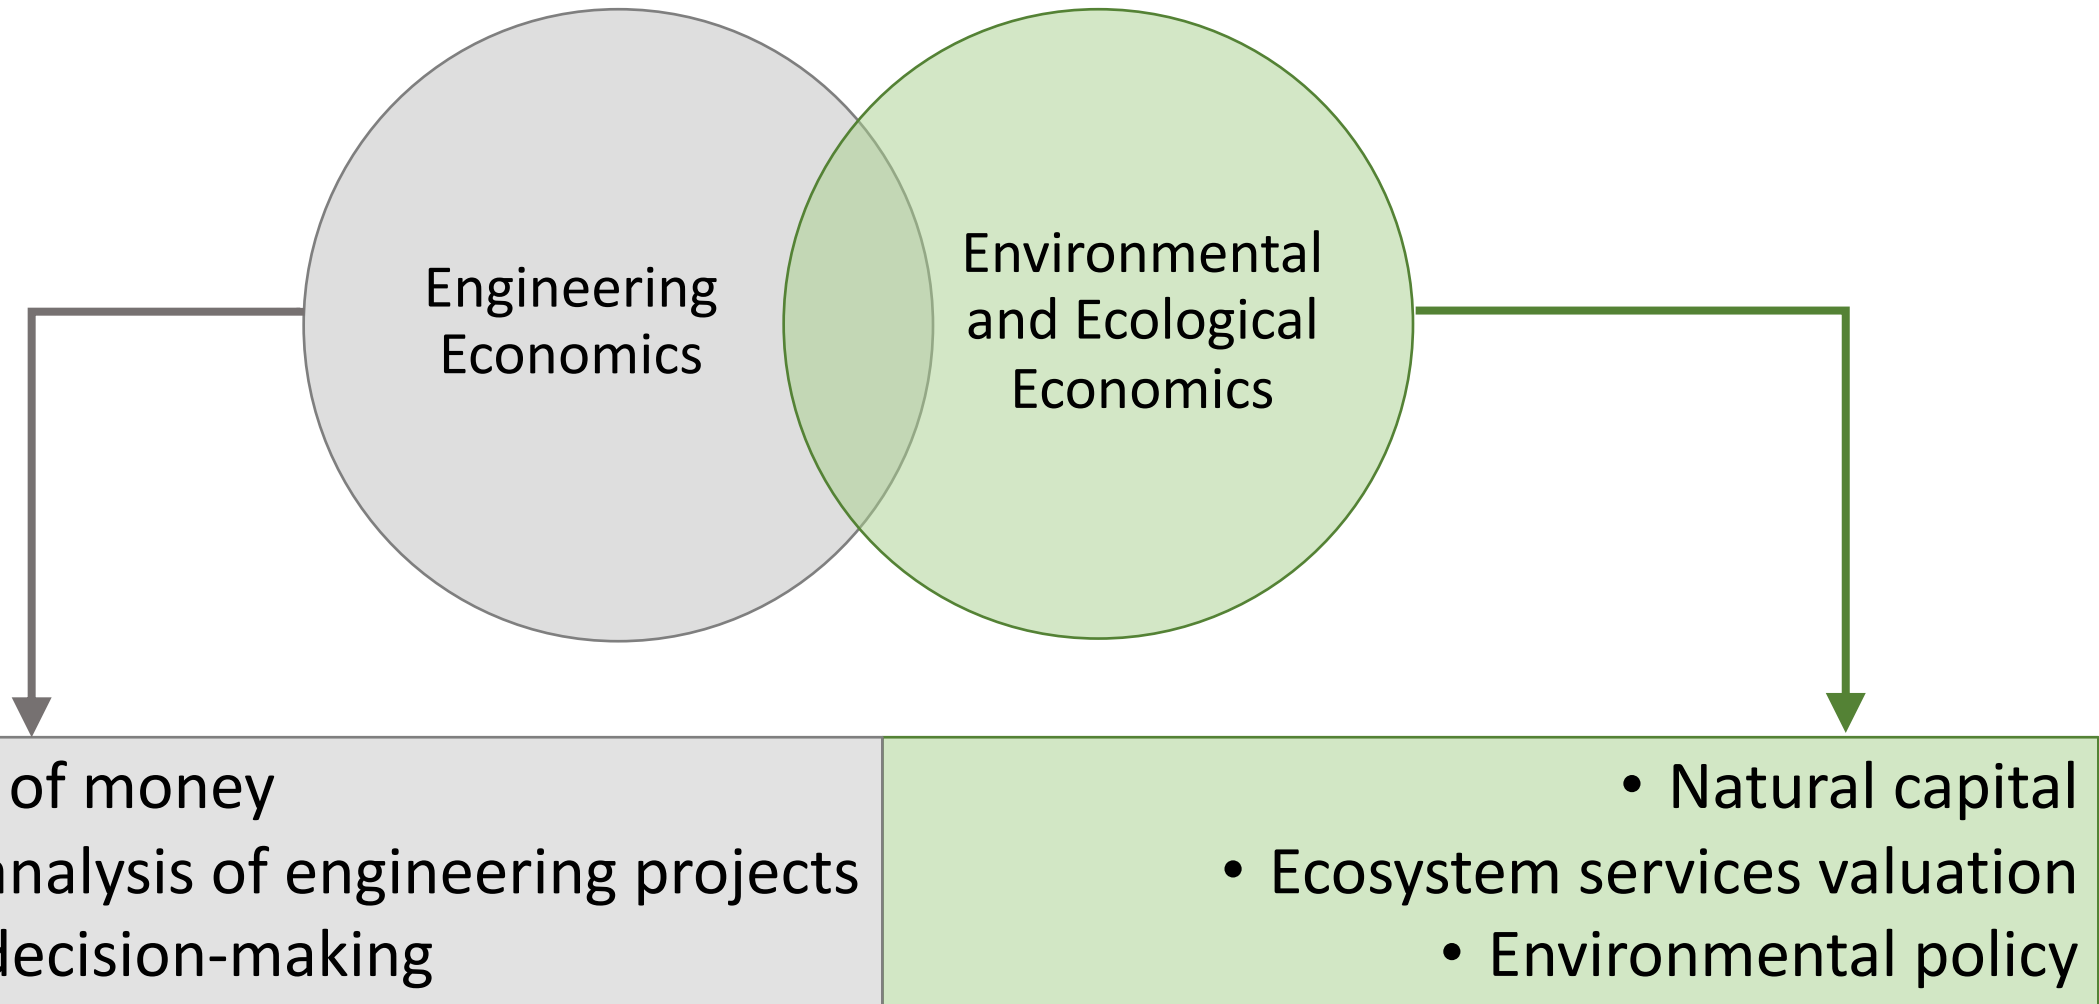 Engineering
Economics
Environmental
and Ecological
Economics
of money
analysis of engineering projects
decision-making
• Natural capital
• Ecosystem services valuation
• Environmental policy